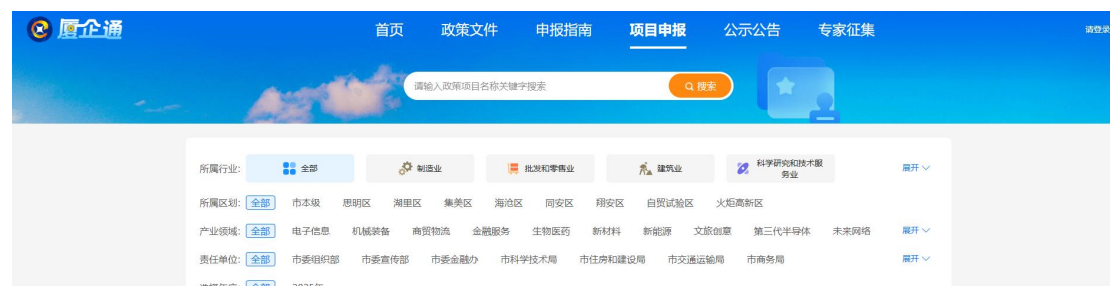 厦企通 首页 政策文件 申报指南 项目申报 公示公告 专家征集 请登录
请输入政策项目名称关键字搜索 搜索
所属行业: 全部 制造业 批发和零售业 建筑业 科学研究和技术服务业 展开
所属区划: 全部 市本级 思明区 湖里区 集美区 海沧区 同安区 翔安区 自贸试验区 火炬高新区
产业领域: 全部 电子信息 机械装备 商贸物流 金融服务 生物医药 新材料 新能源 文旅创意 第三代半导体 未来网络 展开
责任单位: 全部 市委组织部 市委宣传部 市委金融办 市科学技术局 市住房和建设局 市交通运输局 市商务局 展开